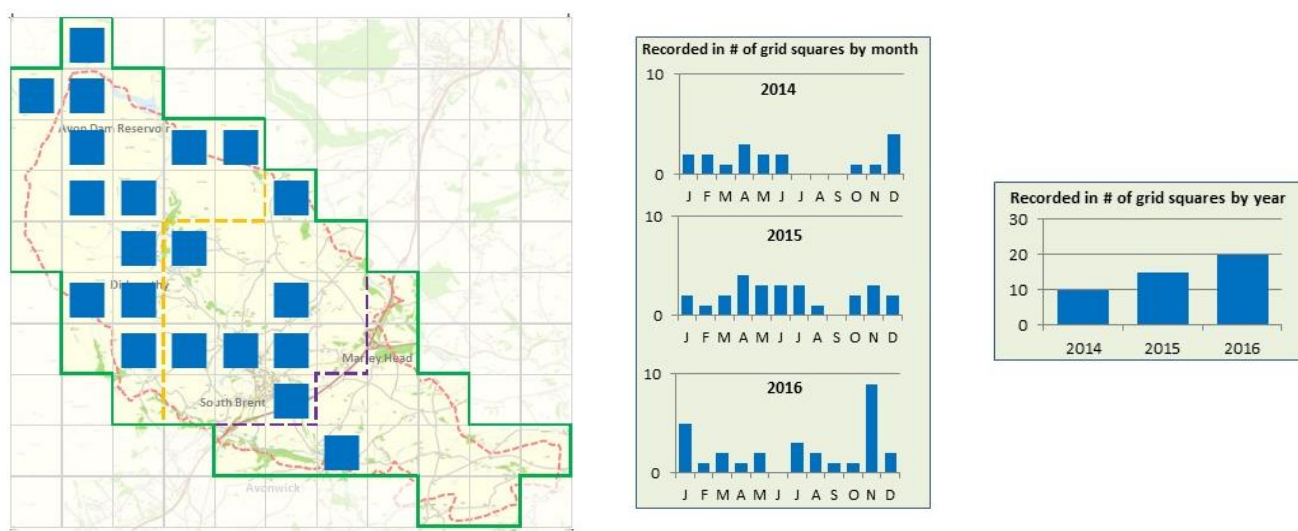 Avon Dam Reservoir
Marley Head
South Brent
Avonwick
Recorded in # of grid squares by month
10
2014
0
J F M A M J J A S O N D
10
2015
0
J F M A M J J A S O N D
10
2016
0
J F M A M J J A S O N D
Recorded in # of grid squares by year
30
20
10
0
2014 2015 2016